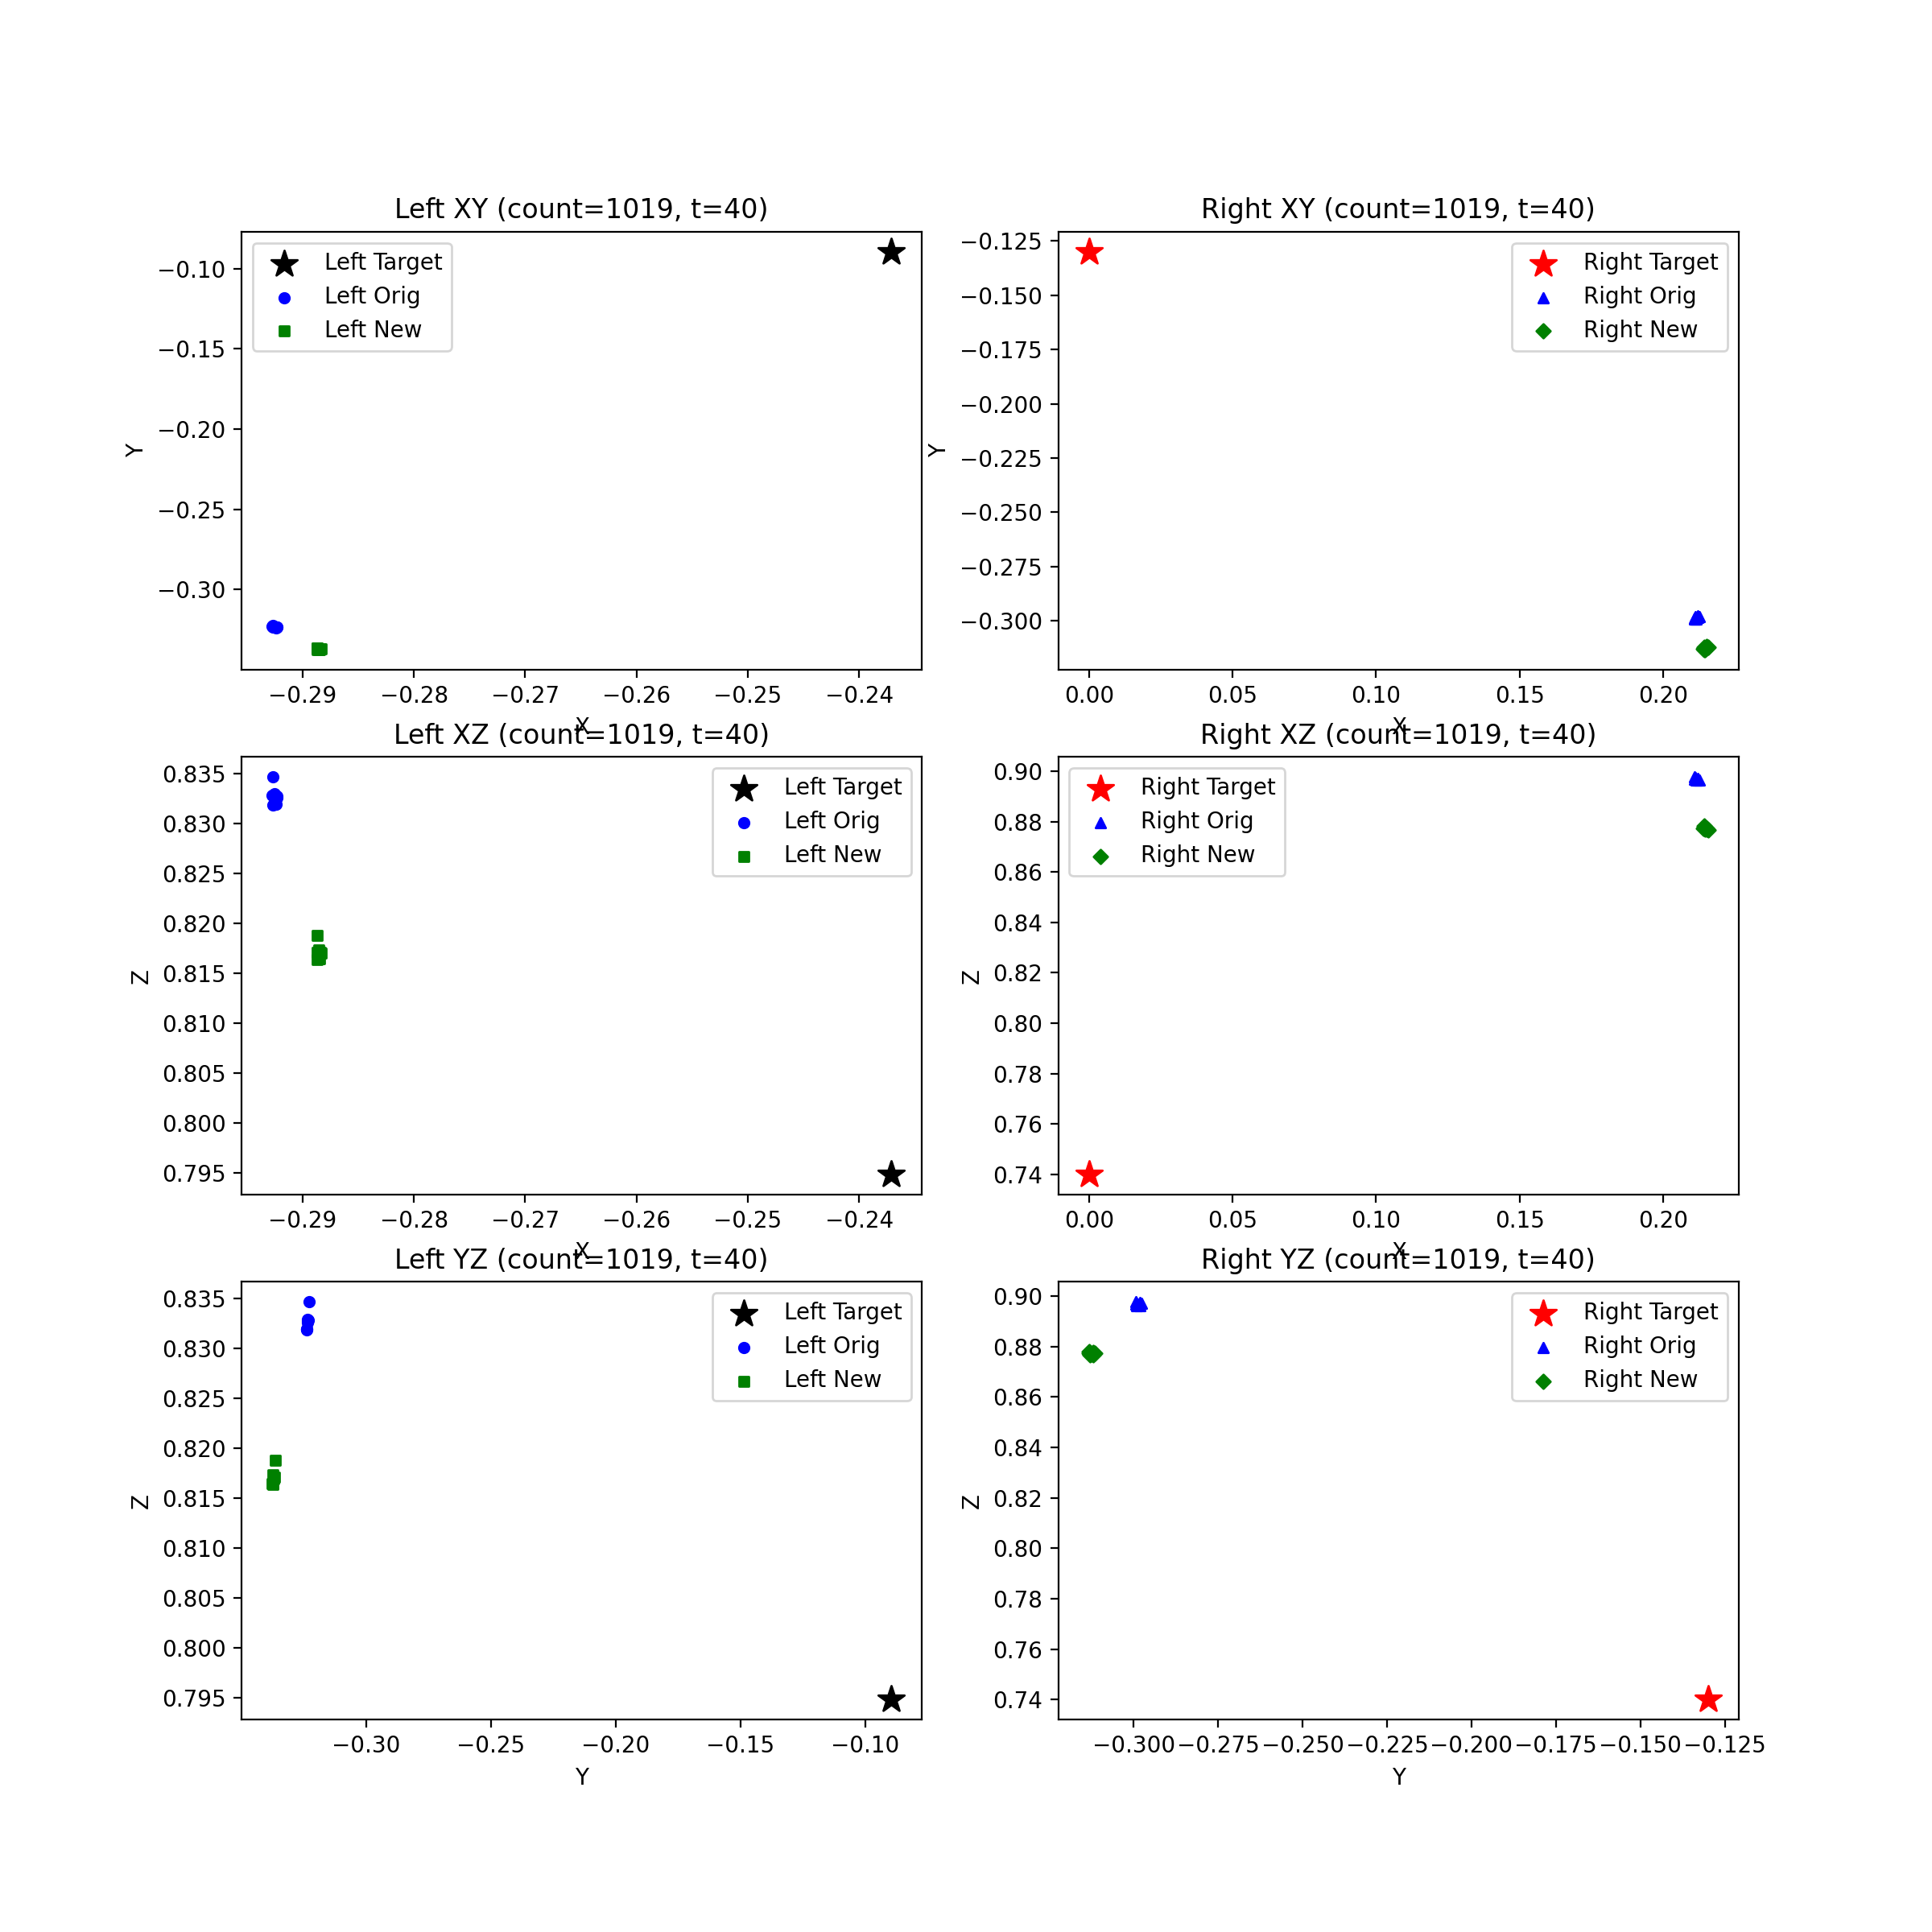 Left XY (count=1019, t=40)
Left Target
Left Orig
Left New
−0.10
−0.15
−0.20
−0.25
−0.30
Y
−0.29 −0.28 −0.27 −0.26 −0.25 −0.24
X
Right XY (count=1019, t=40)
Right Target
Right Orig
Right New
−0.125
−0.150
−0.175
−0.200
−0.225
−0.250
−0.275
−0.300
Y
0.00 0.05 0.10 0.15 0.20
X
Left XZ (count=1019, t=40)
Left Target
Left Orig
Left New
0.835
0.830
0.825
0.820
0.815
0.810
0.805
0.800
0.795
Z
−0.29 −0.28 −0.27 −0.26 −0.25 −0.24
X
Right XZ (count=1019, t=40)
Right Target
Right Orig
Right New
0.90
0.88
0.86
0.84
0.82
0.80
0.78
0.76
0.74
Z
0.00 0.05 0.10 0.15 0.20
X
Left YZ (count=1019, t=40)
Left Target
Left Orig
Left New
0.835
0.830
0.825
0.820
0.815
0.810
0.805
0.800
0.795
Z
−0.30 −0.25 −0.20 −0.15 −0.10
Y
Right YZ (count=1019, t=40)
Right Target
Right Orig
Right New
0.90
0.88
0.86
0.84
0.82
0.80
0.78
0.76
0.74
Z
−0.300 −0.275 −0.250 −0.225 −0.200 −0.175 −0.150 −0.125
Y